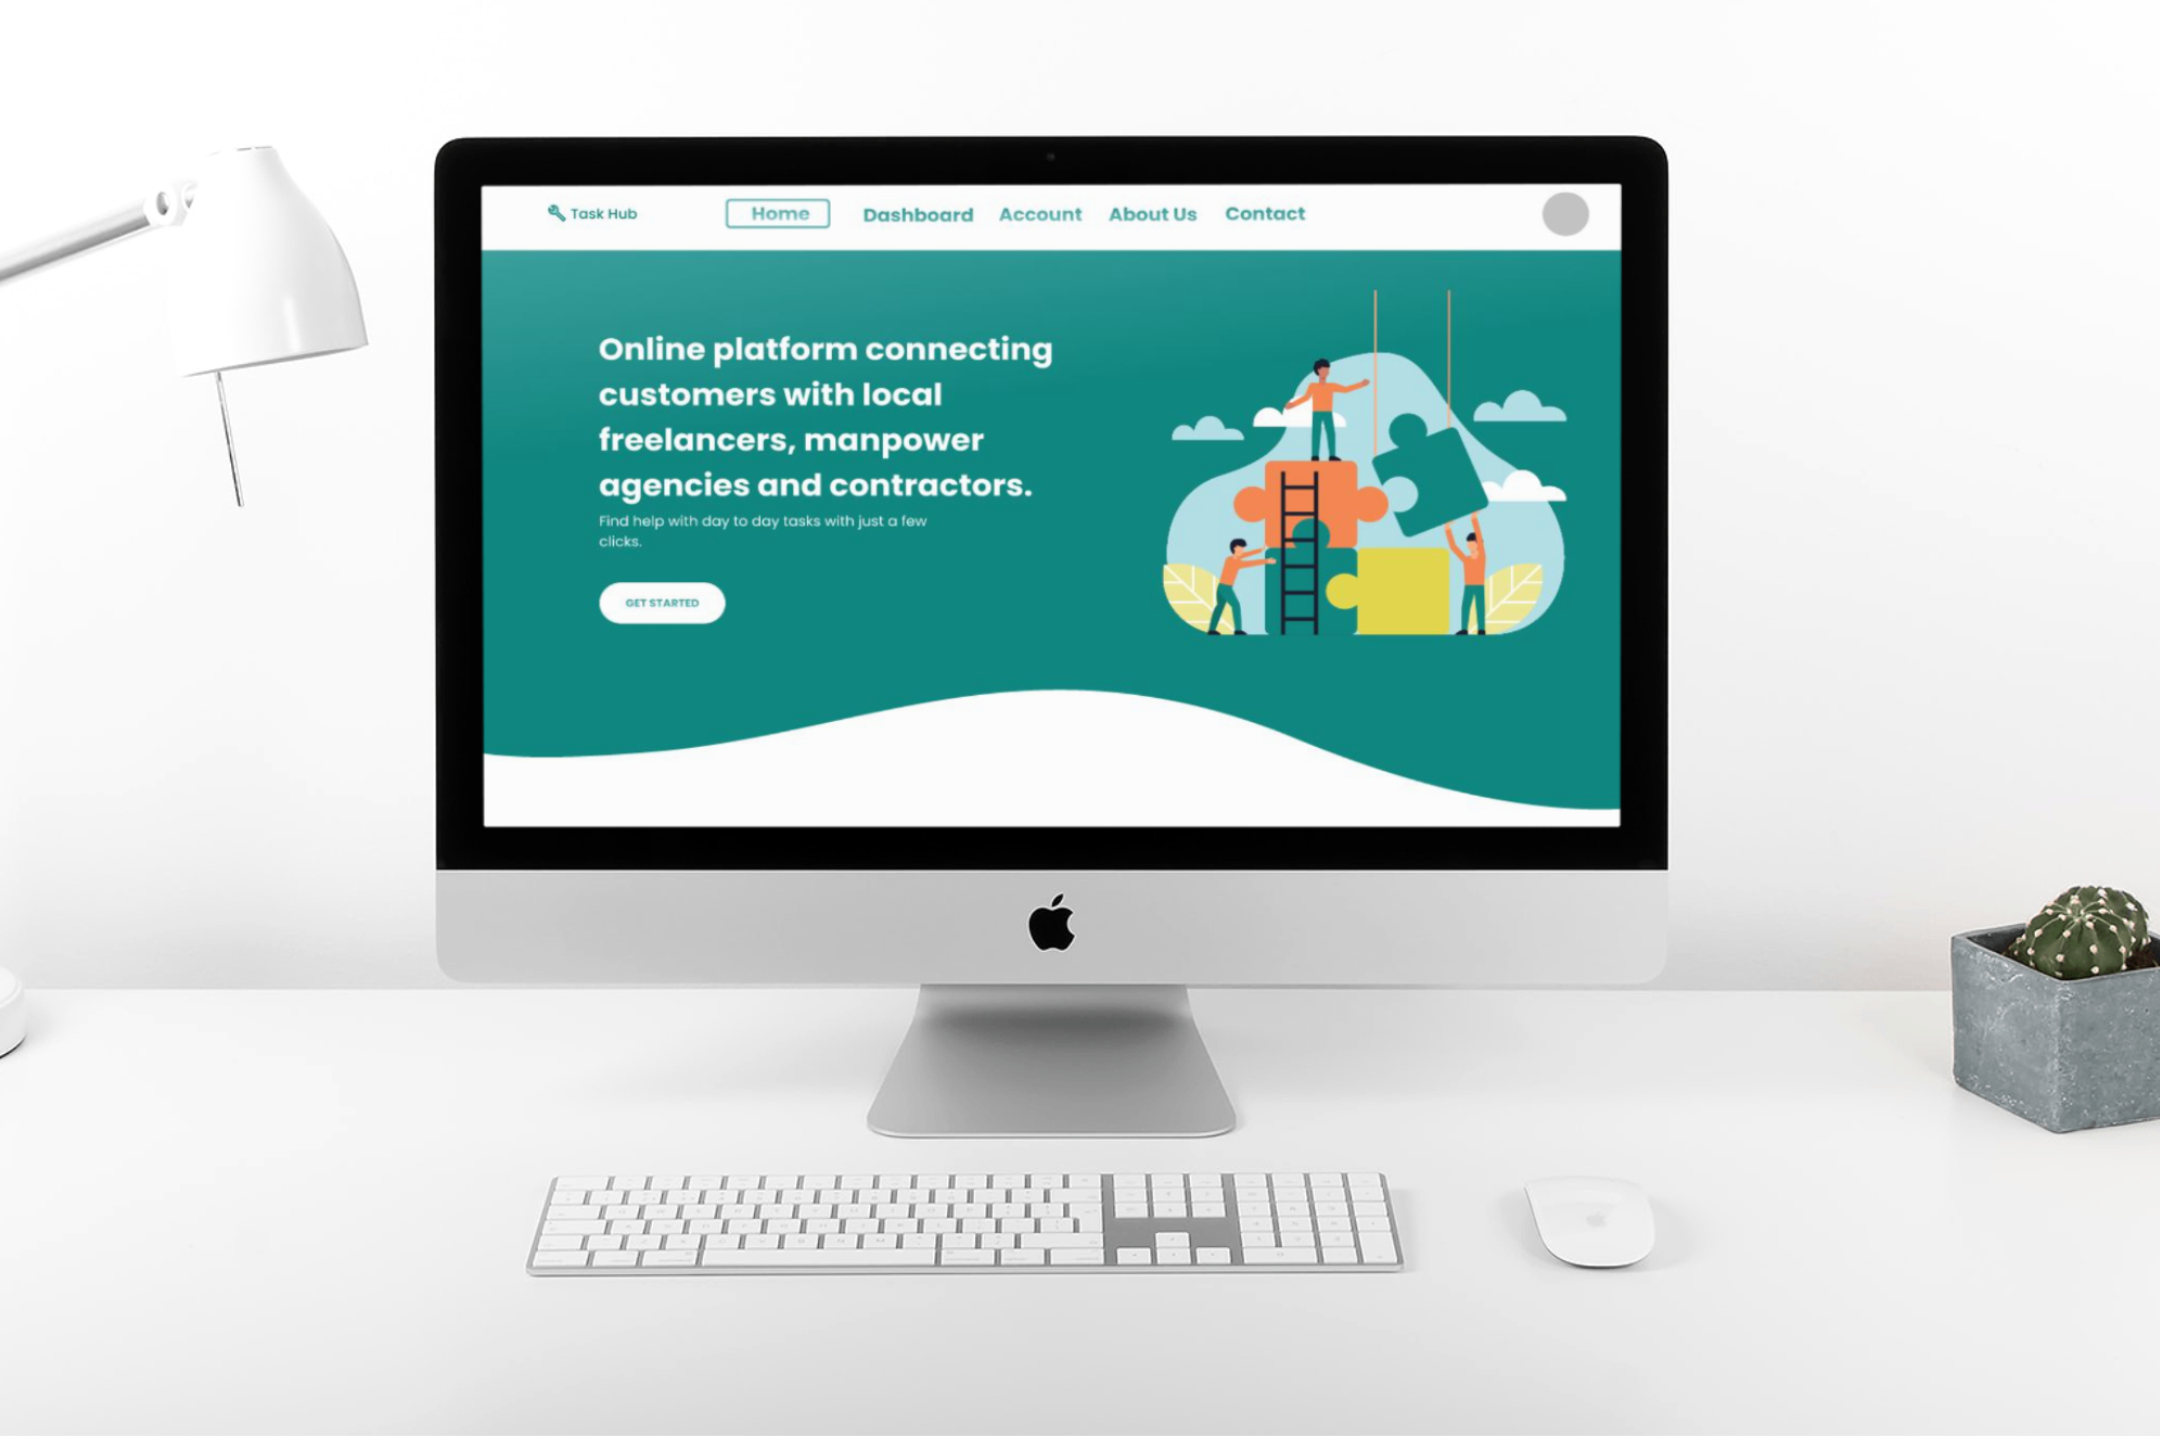 Task Hub
Home
Dashboard
Account
About Us
Contact
Online platform connecting
customers with local
freelancers, manpower
agencies and contractors.
Find help with day to day tasks with just a few
clicks.
GET STARTED